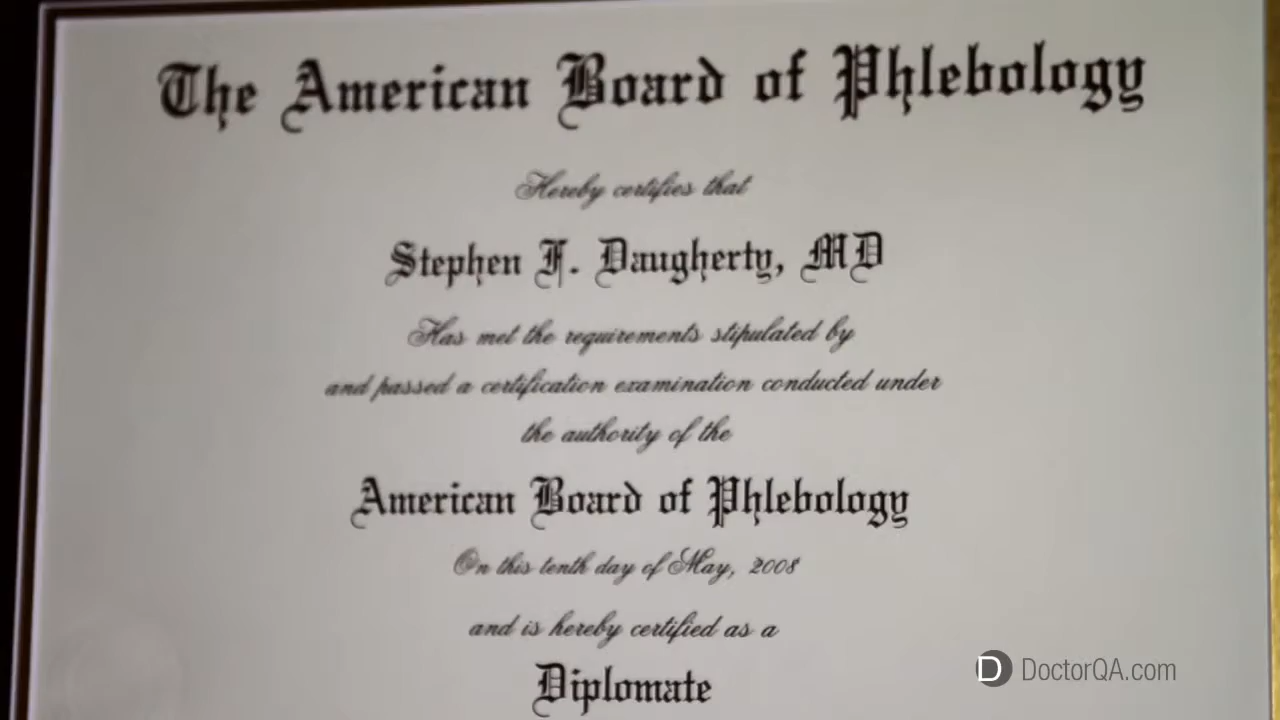 The American Board of Phlebology
Hereby certifies that
Stephen F. Daugherty, MD
Has met the requirements stipulated by
and passed a certification examination conducted under
the authority of the
American Board of Phlebology
On this tenth day of May, 2008
and is hereby certified as a
Diplomate
D DoctorQA.com